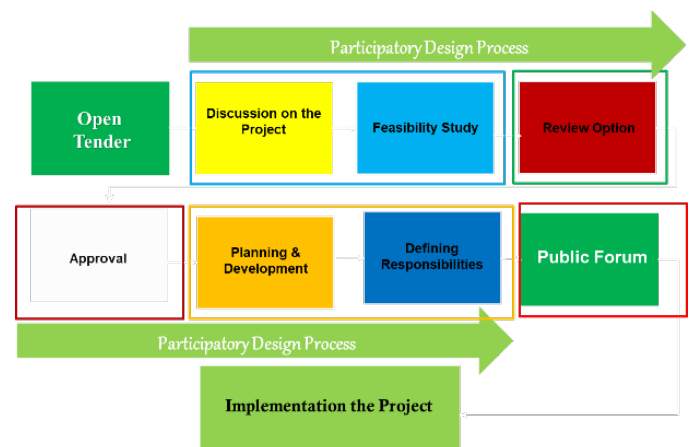 Participatory Design Process
Open
Tender
Discussion on the
Project
Feasibility Study
Review Option
Approval
Planning &
Development
Defining
Responsibilities
Public Forum
Participatory Design Process
Implementation the Project